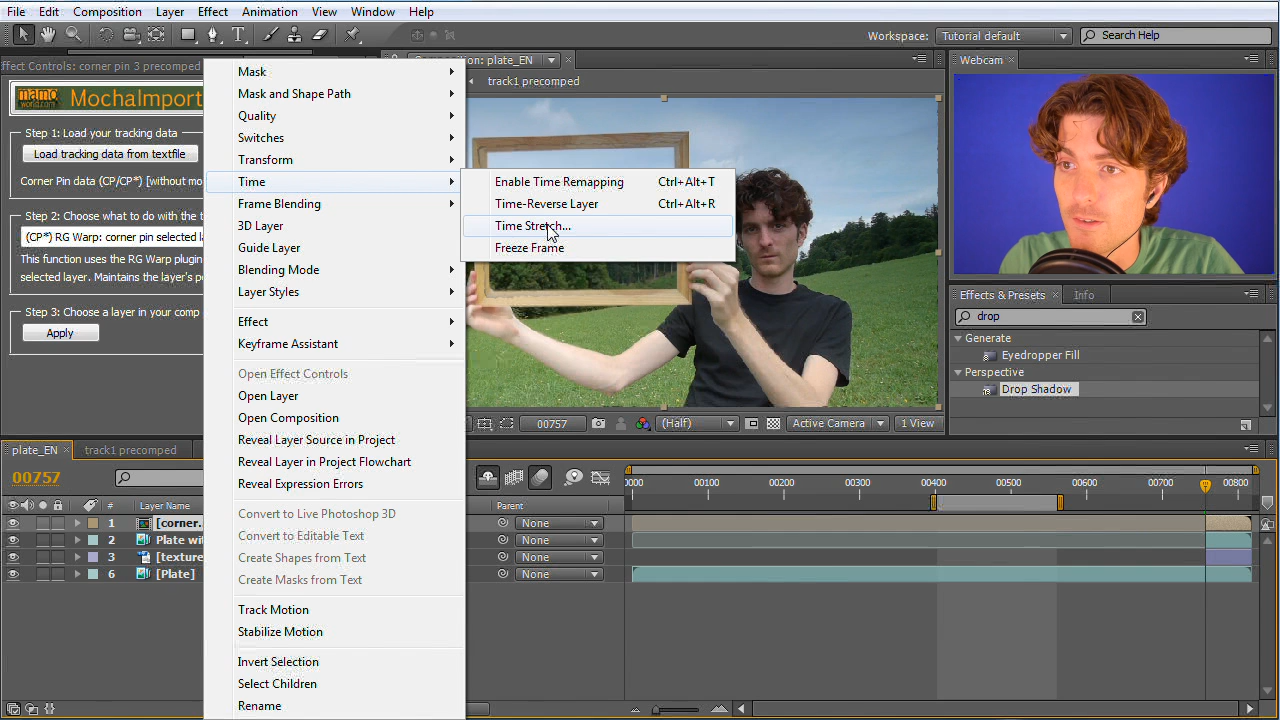 File Edit Composition Layer Effect Animation View Window Help
Workspace: Tutorial default Search Help
Effect Controls: corner pin 3 precomped
Composition: plate_EN
Webcam
track1 precomped
mamo world.com MochaImport
Step 1: Load your tracking data
Load tracking data from textfile
Corner Pin data (CP/CP*) [without mo
Step 2: Choose what to do with the
(CP*) RG Warp: corner pin selected la
This function uses the RG Warp plugin
selected layer. Maintains the layer's p
Step 3: Choose a layer in your comp
Apply
Mask
Mask and Shape Path
Quality
Switches
Transform
Time
Frame Blending
3D Layer
Guide Layer
Blending Mode
Layer Styles
Effect
Keyframe Assistant
Open Effect Controls
Open Layer
Open Composition
Reveal Layer Source in Project
Reveal Layer in Project Flowchart
Reveal Expression Errors
Convert to Live Photoshop 3D
Convert to Editable Text
Create Shapes from Text
Create Masks from Text
Track Motion
Stabilize Motion
Invert Selection
Select Children
Rename
Enable Time Remapping Ctrl+Alt+T
Time-Reverse Layer Ctrl+Alt+R
Time Stretch...
Freeze Frame
Effects & Presets Info
drop
Generate
Eyedropper Fill
Perspective
Drop Shadow
00757 (Half) Active Camera 1 View
plate_EN track1 precomped
00757
# Layer Name Parent
0000 00100 00200 00300 00400 00500 00600 00700 00800
1 [corner. None
2 Plate wi None
3 [texture None
6 [Plate] None